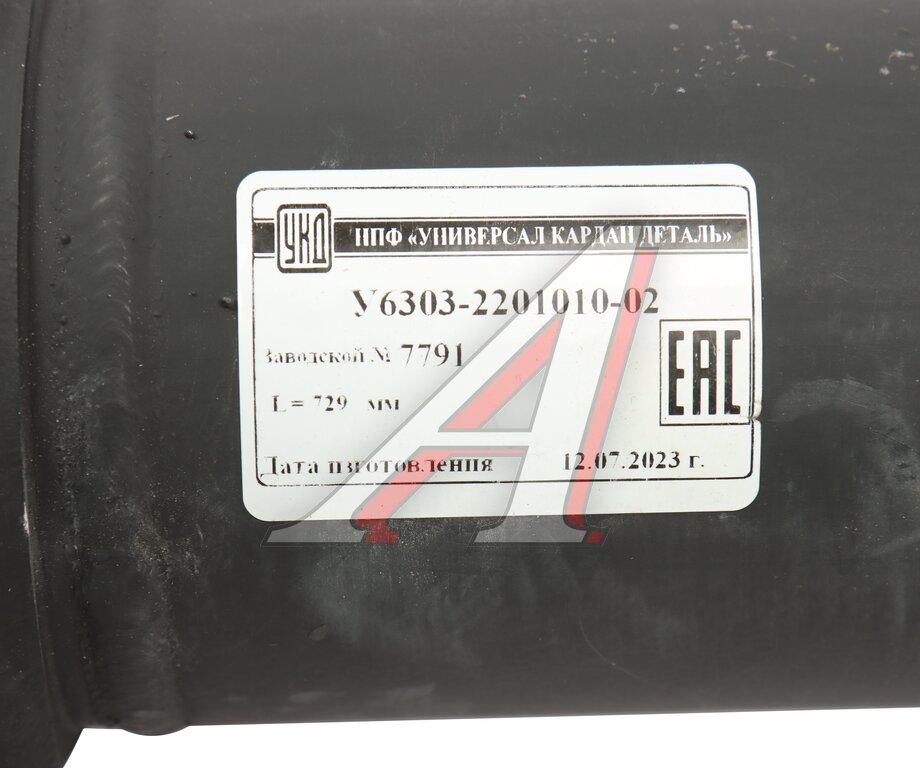 УКД
НПФ «УНИВЕРСАЛ КАРДАН ДЕТАЛЬ»
У6303-2201010-02
Заводской № 7791
EAC
L = 729 мм
Дата изготовления 12.07.2023 г.